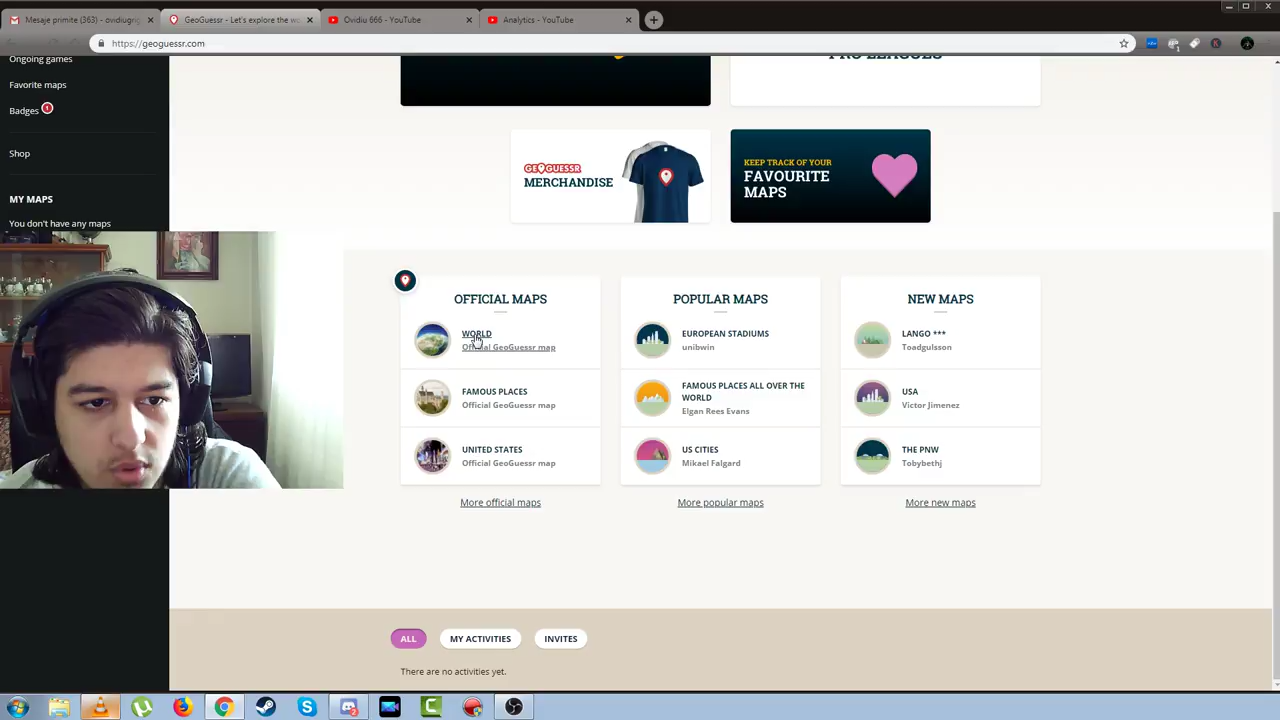 Mesaje primite (363) - ovidiugrig
GeoGuessr - Let's explore the wo
Ovidiu 666 - YouTube
Analytics - YouTube
https://geoguessr.com
Ongoing games
Favorite maps
Badges 1
Shop
MY MAPS
You don't have any maps
PRO LEAGUES
GEOGUESSR
MERCHANDISE
KEEP TRACK OF YOUR
FAVOURITE
MAPS
OFFICIAL MAPS
WORLD
Official GeoGuessr map
FAMOUS PLACES
Official GeoGuessr map
UNITED STATES
Official GeoGuessr map
More official maps
POPULAR MAPS
EUROPEAN STADIUMS
unibwin
FAMOUS PLACES ALL OVER THE
WORLD
Elgan Rees Evans
US CITIES
Mikael Falgard
More popular maps
NEW MAPS
LANGO ***
Toadgulsson
USA
Victor Jimenez
THE PNW
Tobybethj
More new maps
ALL
MY ACTIVITIES
INVITES
There are no activities yet.